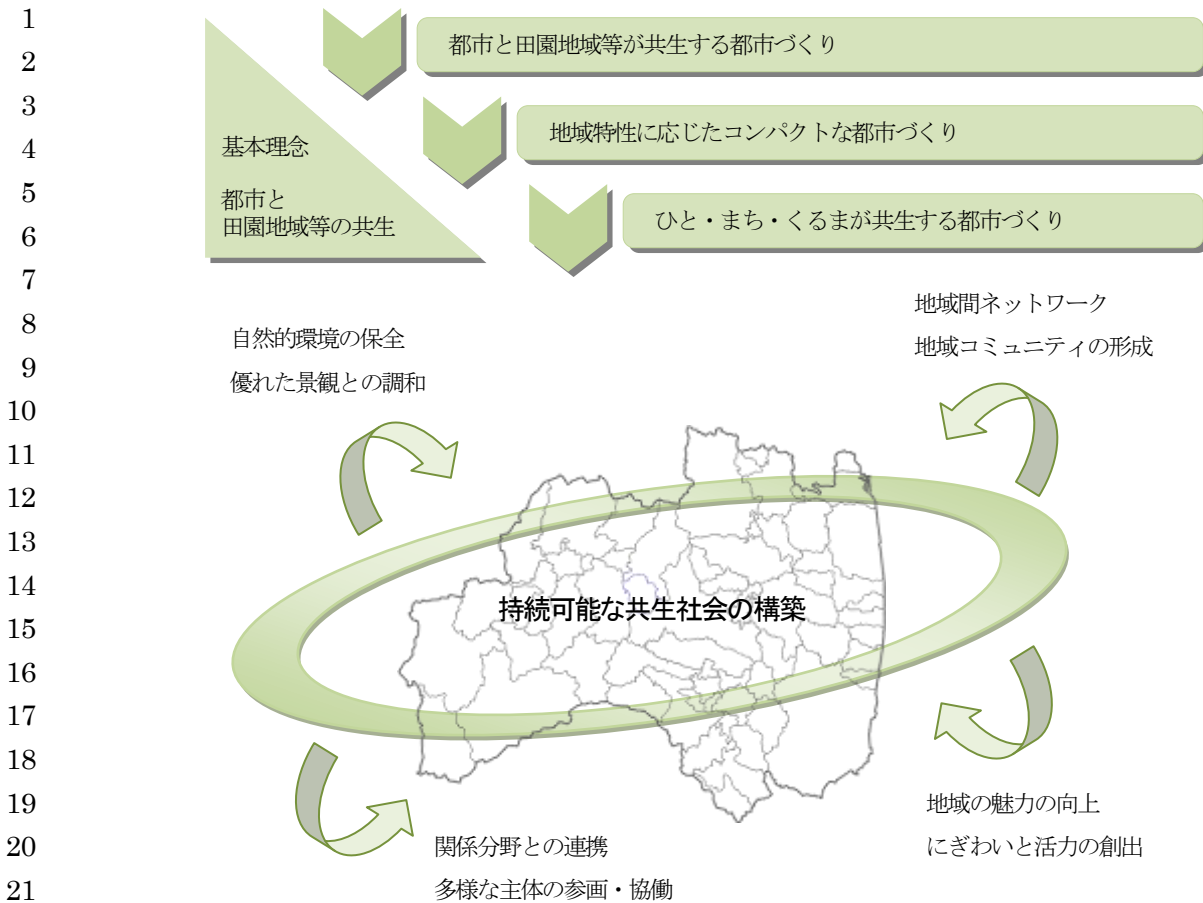 1
2
3
4
5
6
7
8
9
10
11
12
13
14
15
16
17
18
19
20
21
都市と田園地域等が共生する都市づくり
地域特性に応じたコンパクトな都市づくり
ひと・まち・くるまが共生する都市づくり
基本理念
都市と
田園地域等の共生
自然的環境の保全
優れた景観との調和
地域間ネットワーク
地域コミュニティの形成
持続可能な共生社会の構築
関係分野との連携
多様な主体の参画・協働
地域の魅力の向上
にぎわいと活力の創出